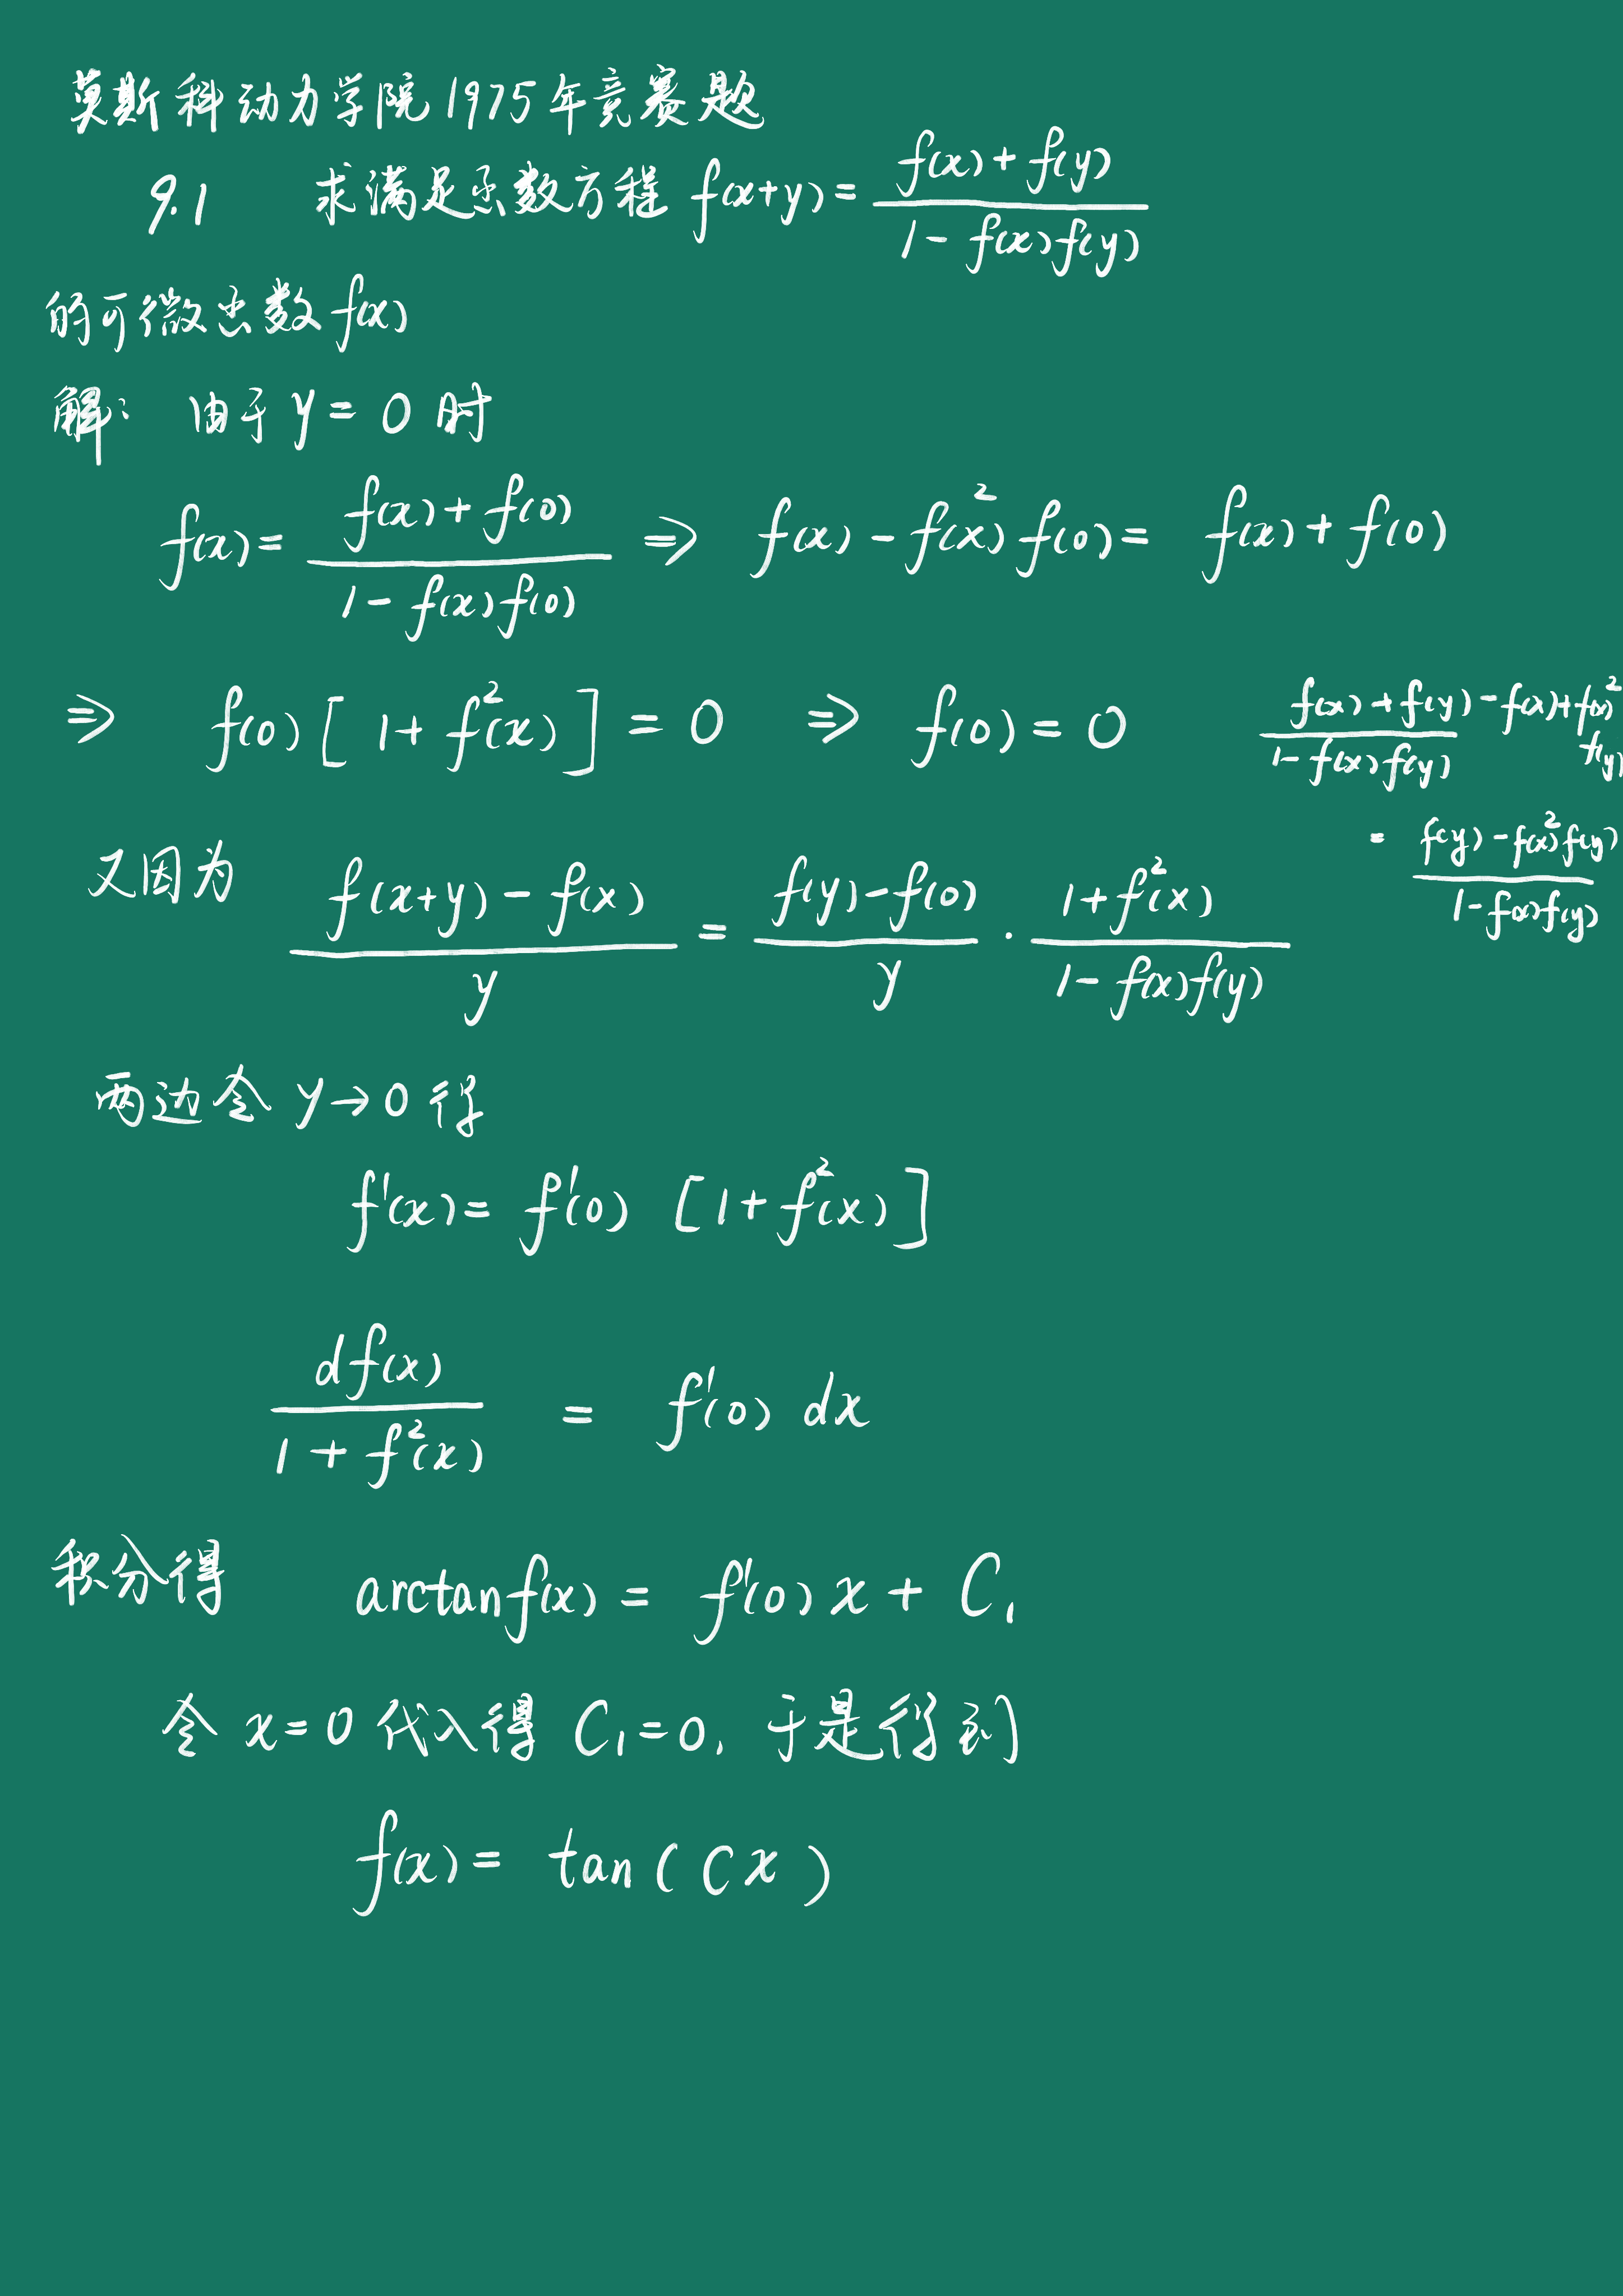 莫斯科动力学院1975年竞赛题
9.1 求满足函数方程 f(x+y) = \frac{f(x)+f(y)}{1-f(x)f(y)}
的可微函数f(x)
解: 由于 y = 0 时
f(x) = \frac{f(x)+f(0)}{1-f(x)f(0)} ⇒ f(x) - f(x)^2 f(0) = f(x) + f(0)
⇒ f(0)[1+f^2(x)] = 0 ⇒ f(0) = 0
\frac{f(x)+f(y)-f(x)+f(x)^2 f(y)}{1-f(x)f(y)}
= \frac{f(y)-f(x)^2 f(y)}{1-f(x)f(y)}
又因为 \frac{f(x+y)-f(x)}{y} = \frac{f(y)-f(0)}{y} · \frac{1+f^2(x)}{1-f(x)f(y)}
两边令 y→0 得
f'(x) = f'(0) [1+f^2(x)]
\frac{df(x)}{1+f^2(x)} = f'(0) dx
积分得 arctan f(x) = f'(0) x + C_1
令 x=0 代入得 C_1=0, 于是得到
f(x) = tan(Cx)